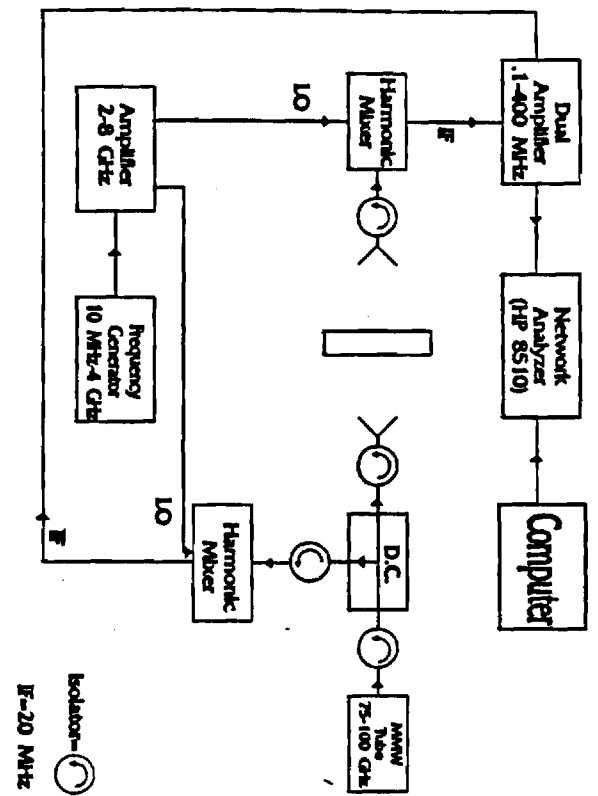 Dual
Amplifier
.1-400 MHz
Network
Analyzer
(HP 8510)
Computer
IF
Harmonic
Mixer
LO
D.C.
MMW
Tube
75-100 GHz
Amplifier
2-8 GHz
Frequency
Generator
10 MHz-4 GHz
LO
Harmonic
Mixer
IF
Isolator=
IF=20 MHz